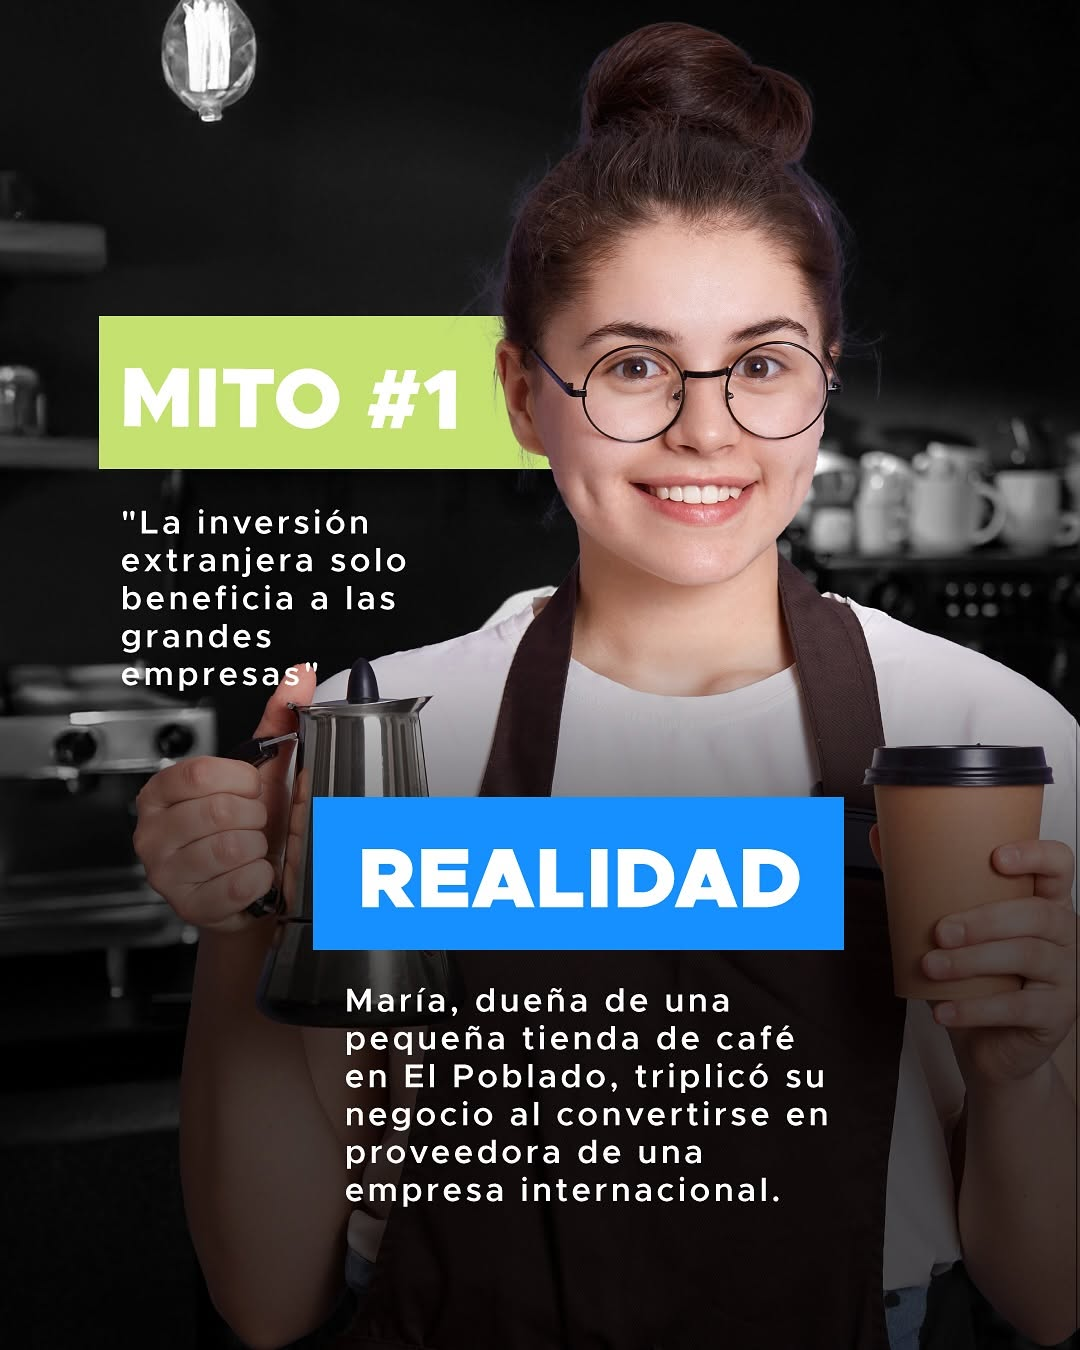 MITO #1
"La inversión
extranjera solo
beneficia a las
grandes
empresas"
REALIDAD
María, dueña de una
pequeña tienda de café
en El Poblado, triplicó su
negocio al convertirse en
proveedora de una
empresa internacional.